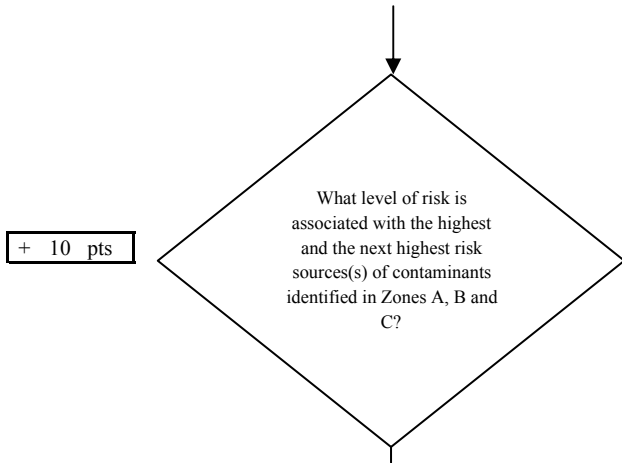 What level of risk is
associated with the highest
+ 10 pts
and the next highest risk
sources(s) of contaminants
identified in Zones A, B and
C?